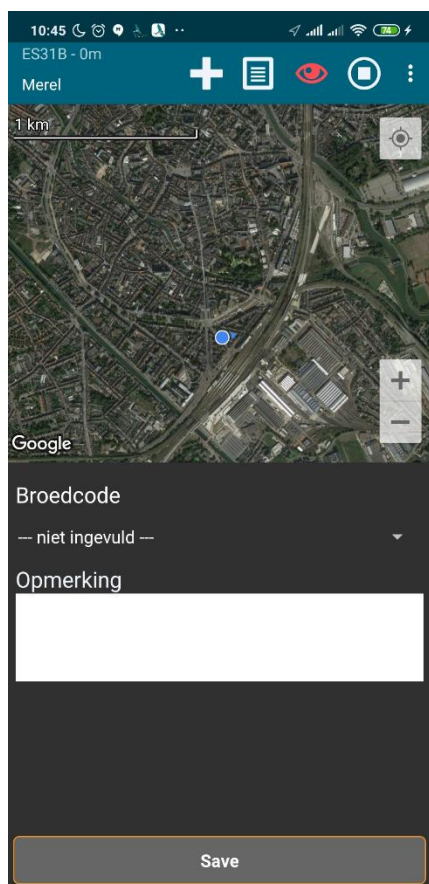 10:45
74
ES31B - 0m
Merel
1 km
+
−
Google
Broedcode
--- niet ingevuld ---
Opmerking
Save